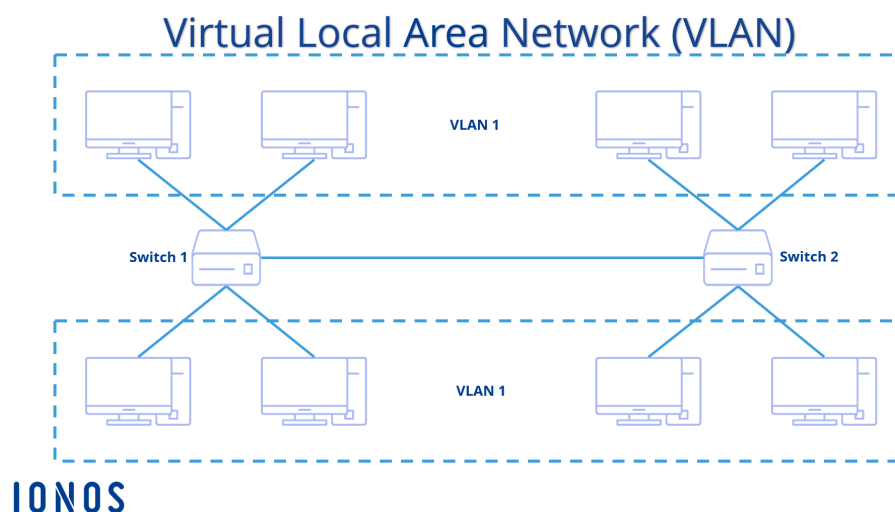 Virtual Local Area Network (VLAN)
VLAN 1
Switch 1
Switch 2
VLAN 1
IONOS